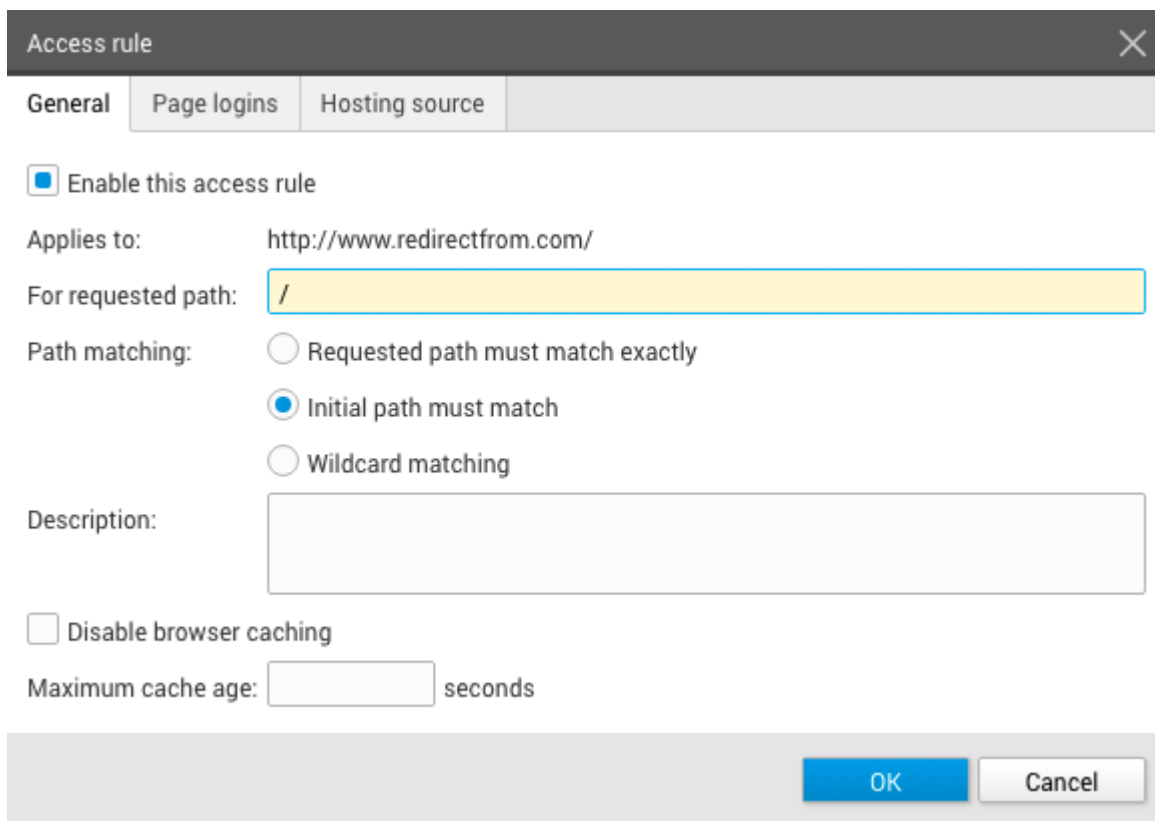 Access rule
General Page logins Hosting source
Enable this access rule
Applies to: http://www.redirectfrom.com/
For requested path: /
Path matching: Requested path must match exactly
Initial path must match
Wildcard matching
Description:
Disable browser caching
Maximum cache age: seconds
OK Cancel